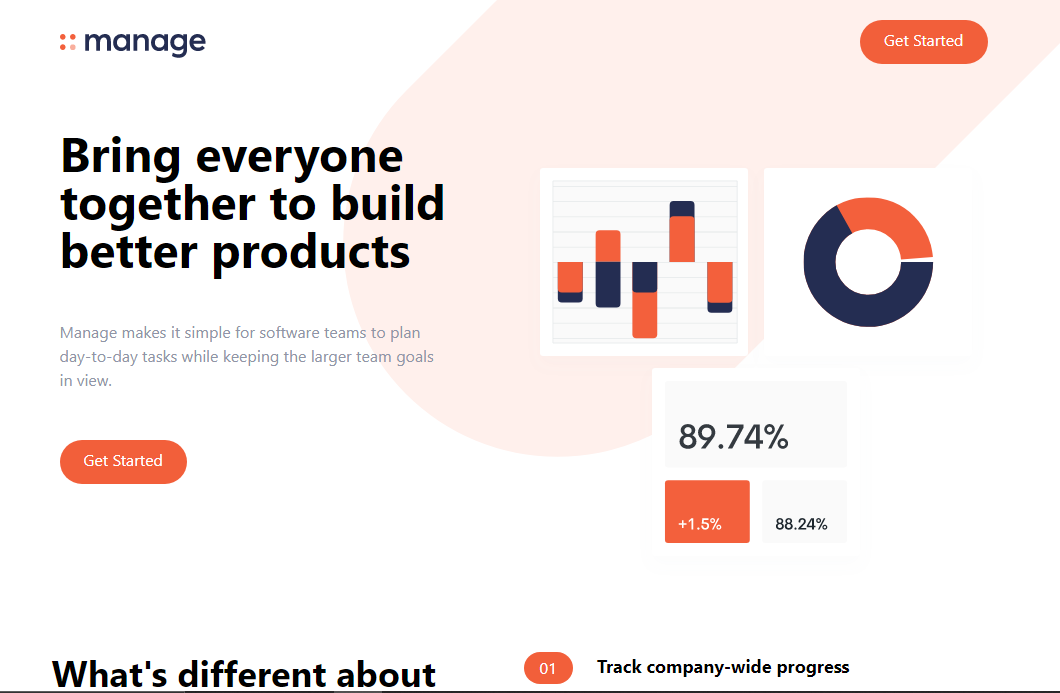 manage
Get Started
Bring everyone
together to build
better products
Manage makes it simple for software teams to plan
day-to-day tasks while keeping the larger team goals
in view.
Get Started
89.74%
+1.5%
88.24%
What's different about
01
Track company-wide progress